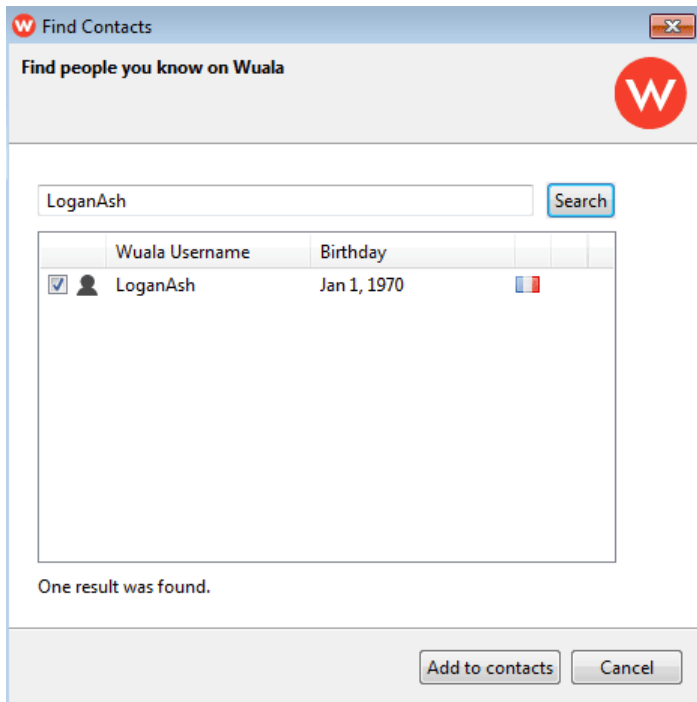 Find Contacts
Find people you know on Wuala
W
LoganAsh
Search
Wuala Username Birthday
LoganAsh Jan 1, 1970
One result was found.
Add to contacts Cancel